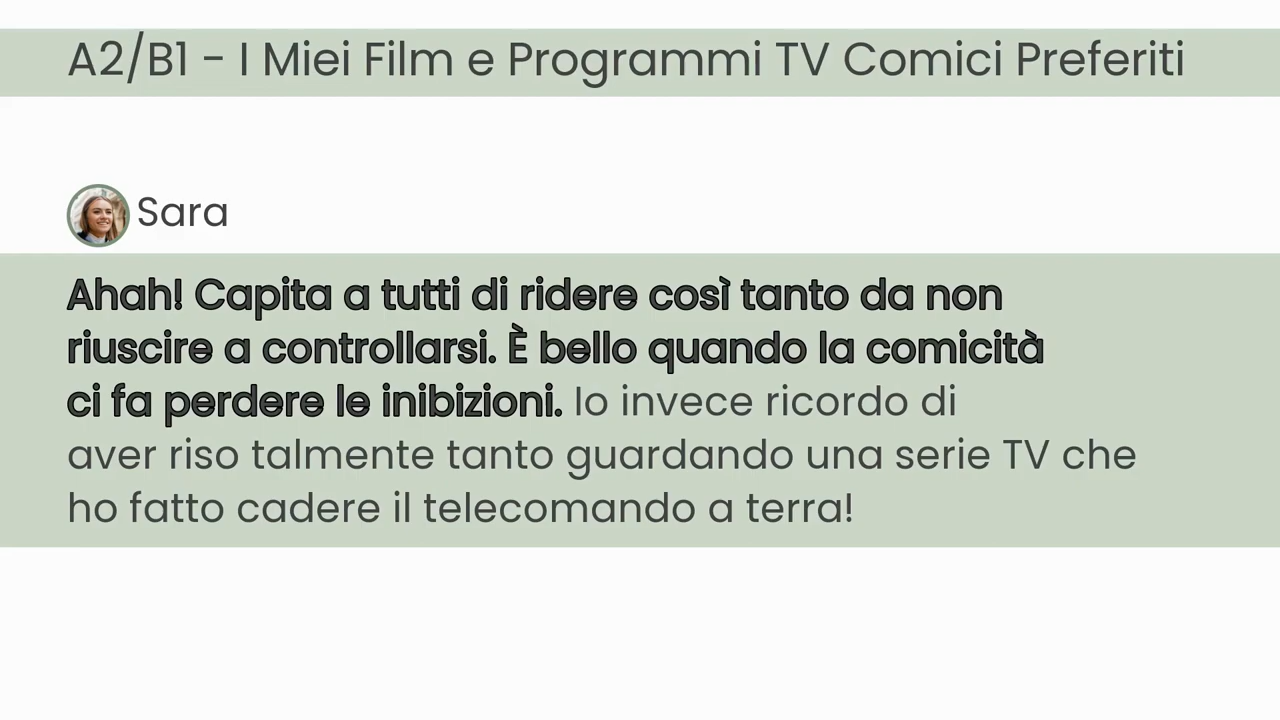 A2/B1 - I Miei Film e Programmi TV Comici Preferiti
Sara
Ahah! Capita a tutti di ridere così tanto da non
riuscire a controllarsi. È bello quando la comicità
ci fa perdere le inibizioni. Io invece ricordo di
aver riso talmente tanto guardando una serie TV che
ho fatto cadere il telecomando a terra!